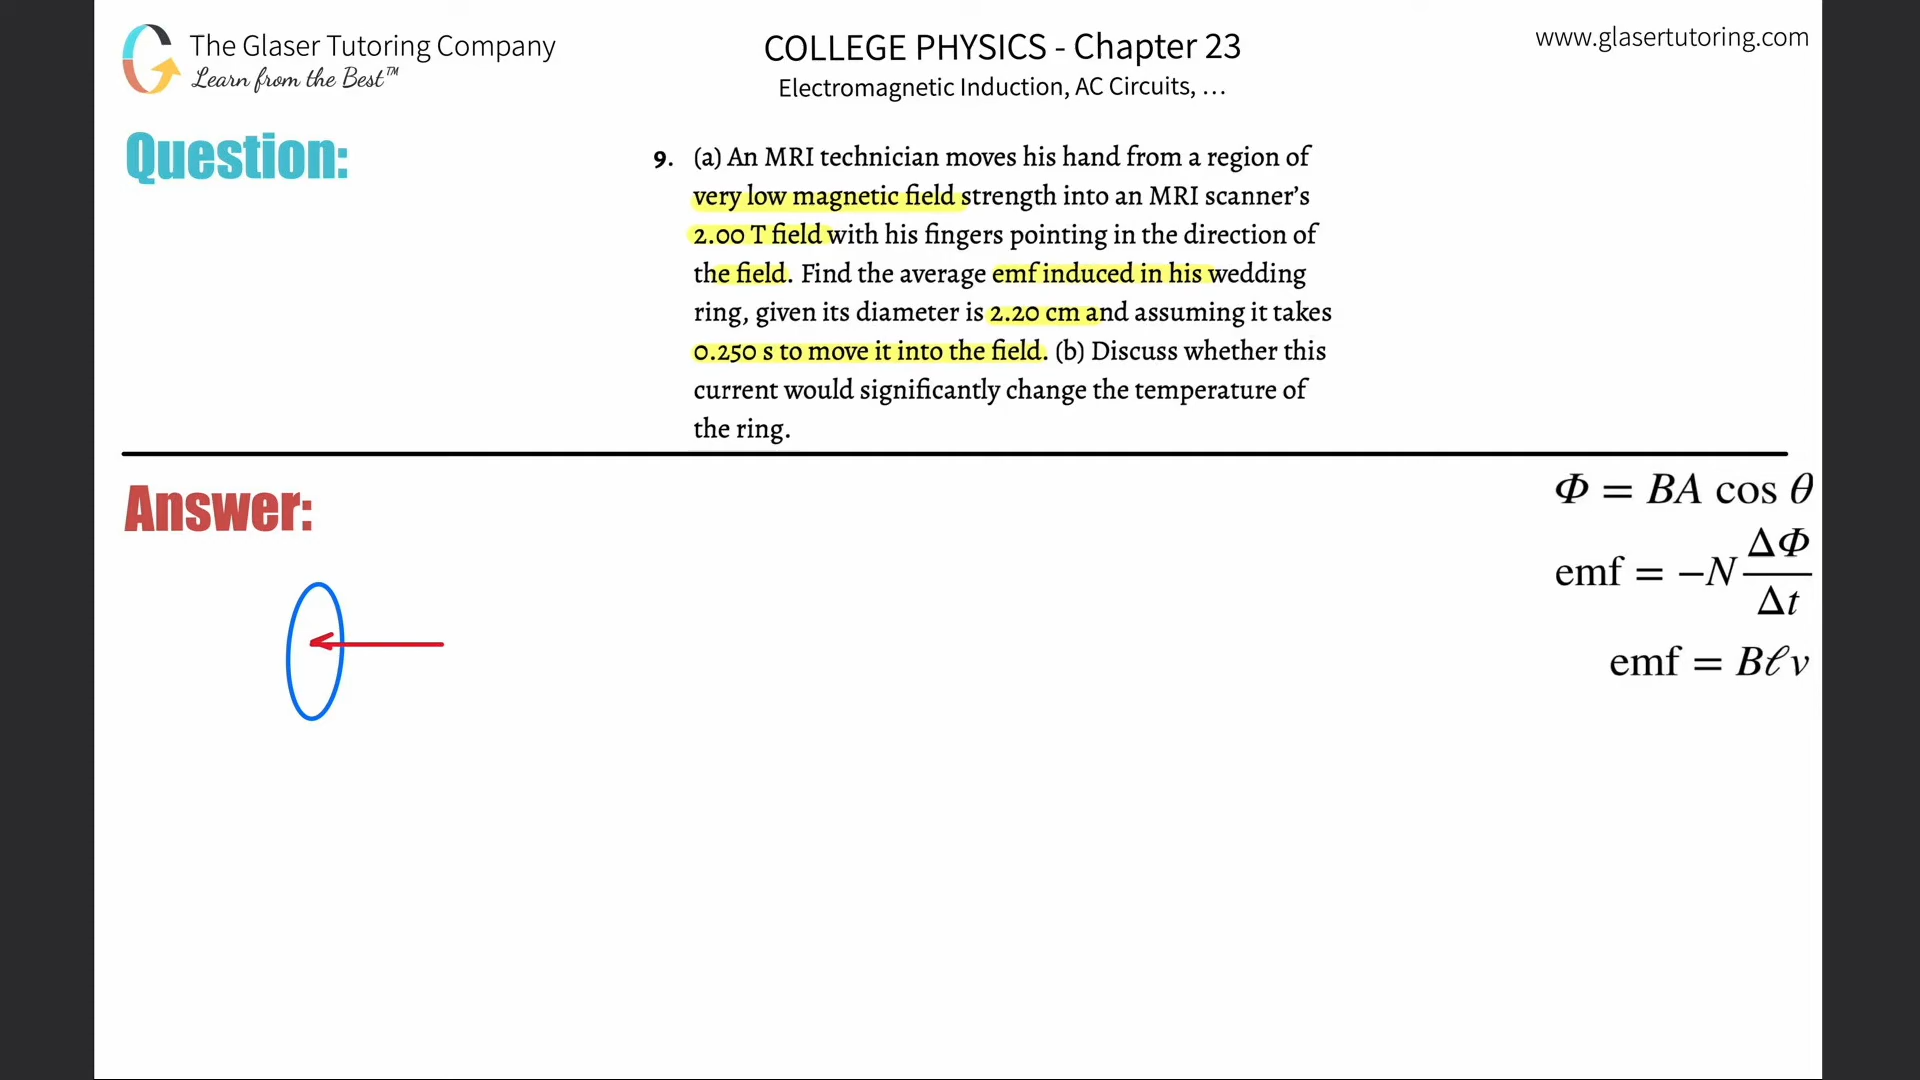 The Glaser Tutoring Company
Learn from the Best™
COLLEGE PHYSICS - Chapter 23
Electromagnetic Induction, AC Circuits, …
www.glasertutoring.com
Question:
9. (a) An MRI technician moves his hand from a region of
very low magnetic field strength into an MRI scanner’s
2.00 T field with his fingers pointing in the direction of
the field. Find the average emf induced in his wedding
ring, given its diameter is 2.20 cm and assuming it takes
0.250 s to move it into the field. (b) Discuss whether this
current would significantly change the temperature of
the ring.
Answer:
Φ = BA cos θ
emf = −N ΔΦ/Δt
emf = Bℓv